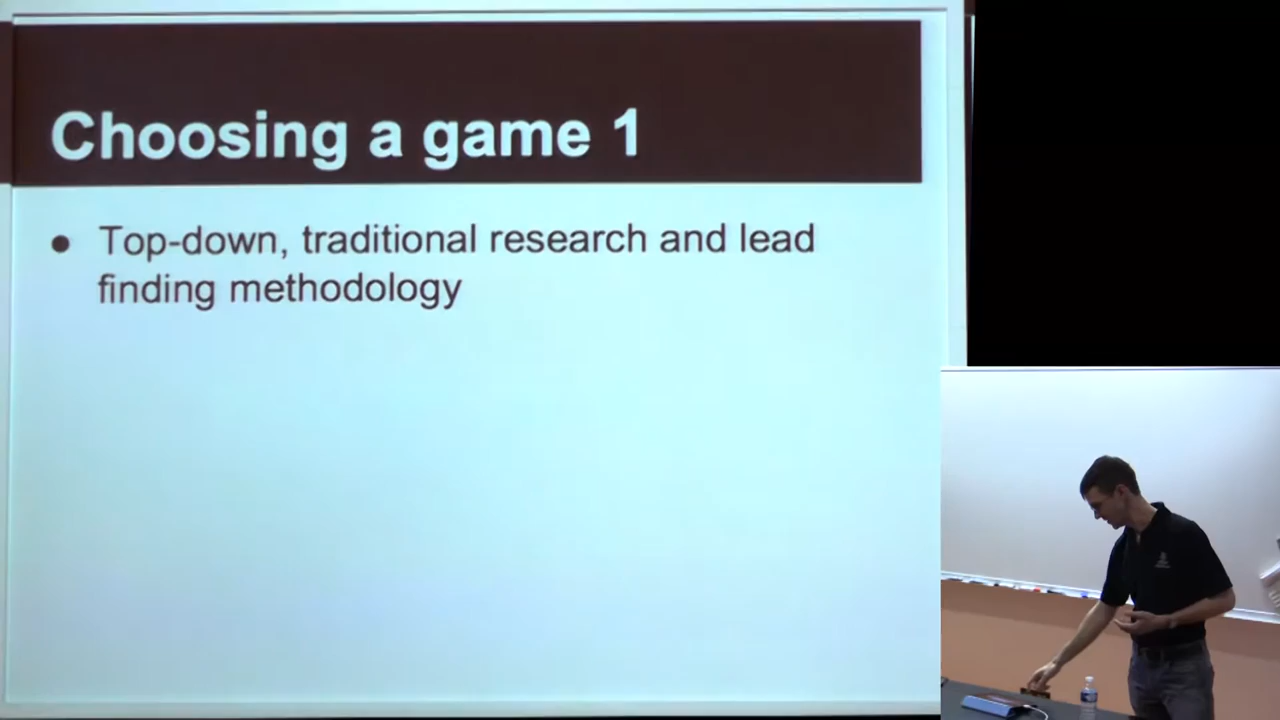 Choosing a game 1
● Top-down, traditional research and lead
finding methodology